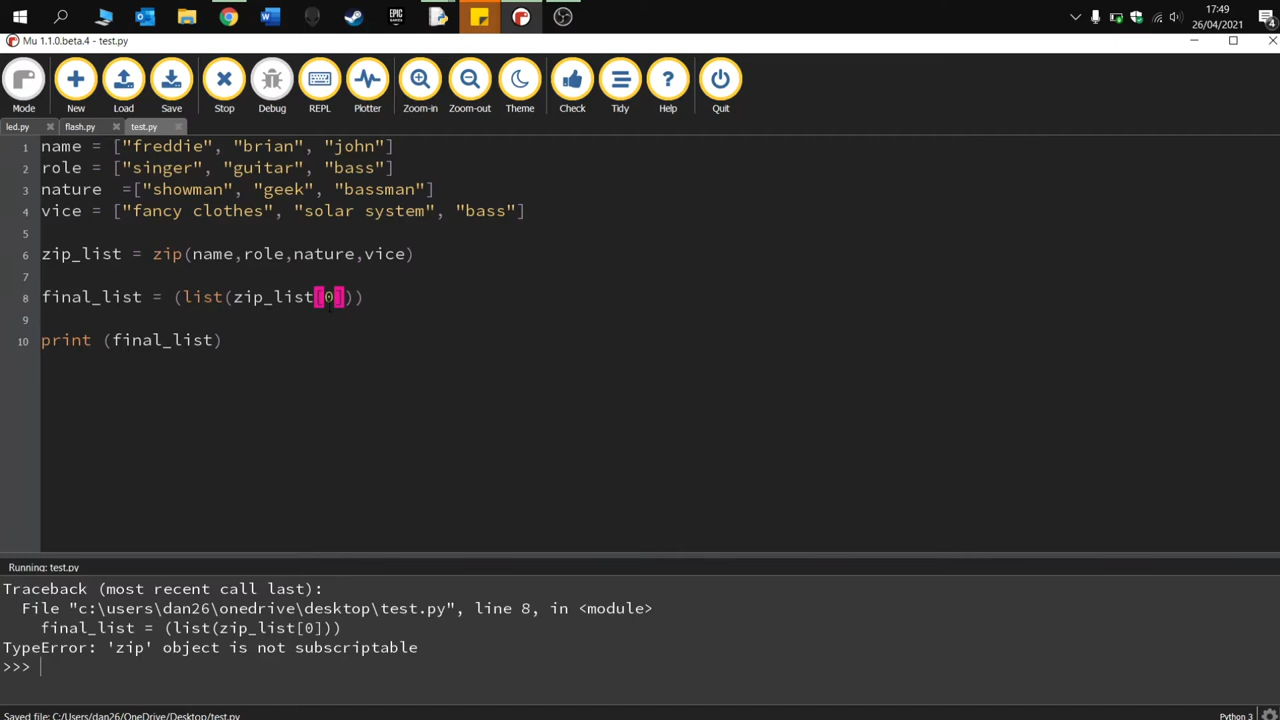 EPIC GAMES
17:49
26/04/2021
4
Mu 1.1.0.beta.4 - test.py
Mode New Load Save Stop Debug REPL Plotter Zoom-in Zoom-out Theme Check Tidy Help Quit
led.py flash.py test.py
1 name = ["freddie", "brian", "john"]
2 role = ["singer", "guitar", "bass"]
3 nature  =["showman", "geek", "bassman"]
4 vice = ["fancy clothes", "solar system", "bass"]
5
6 zip_list = zip(name,role,nature,vice)
7
8 final_list = (list(zip_list[0]))
9
10 print (final_list)
Running: test.py
Traceback (most recent call last):
  File "c:\users\dan26\onedrive\desktop\test.py", line 8, in <module>
    final_list = (list(zip_list[0]))
TypeError: 'zip' object is not subscriptable
>>>
Saved file: C:/Users/dan26/OneDrive/Desktop/test.py
Python 3